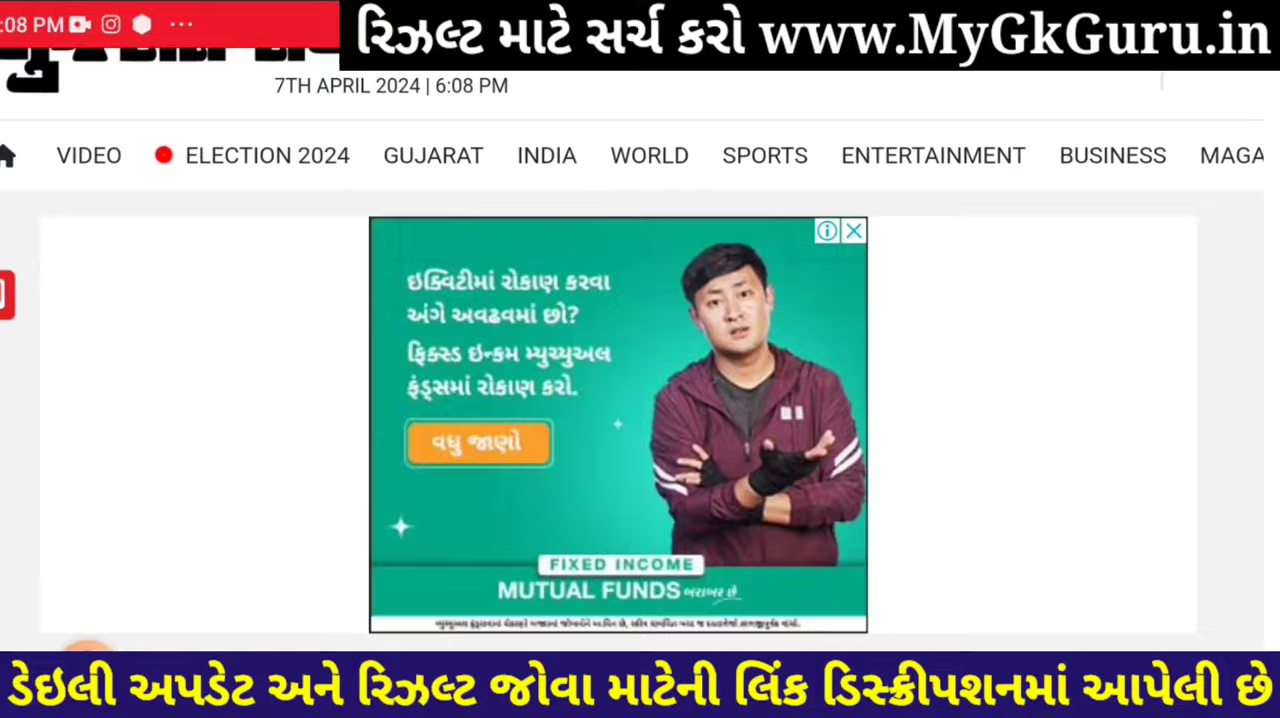 :08 PM
રિઝલ્ટ માટે સર્ચ કરો www.MyGkGuru.in
7TH APRIL 2024 | 6:08 PM
VIDEO ELECTION 2024 GUJARAT INDIA WORLD SPORTS ENTERTAINMENT BUSINESS MAGA
ઇક્વિટીમાં રોકાણ કરવા
અંગે અવઢવમાં છો?
ફિક્સ્ડ ઇન્કમ મ્યુચ્યુઅલ
ફંડ્સમાં રોકાણ કરો.
વધુ જાણો
FIXED INCOME
MUTUAL FUNDS બરાબર છે
ડેઇલી અપડેટ અને રિઝલ્ટ જોવા માટેની લિંક ડિસ્ક્રીપશનમાં આપેલી છે